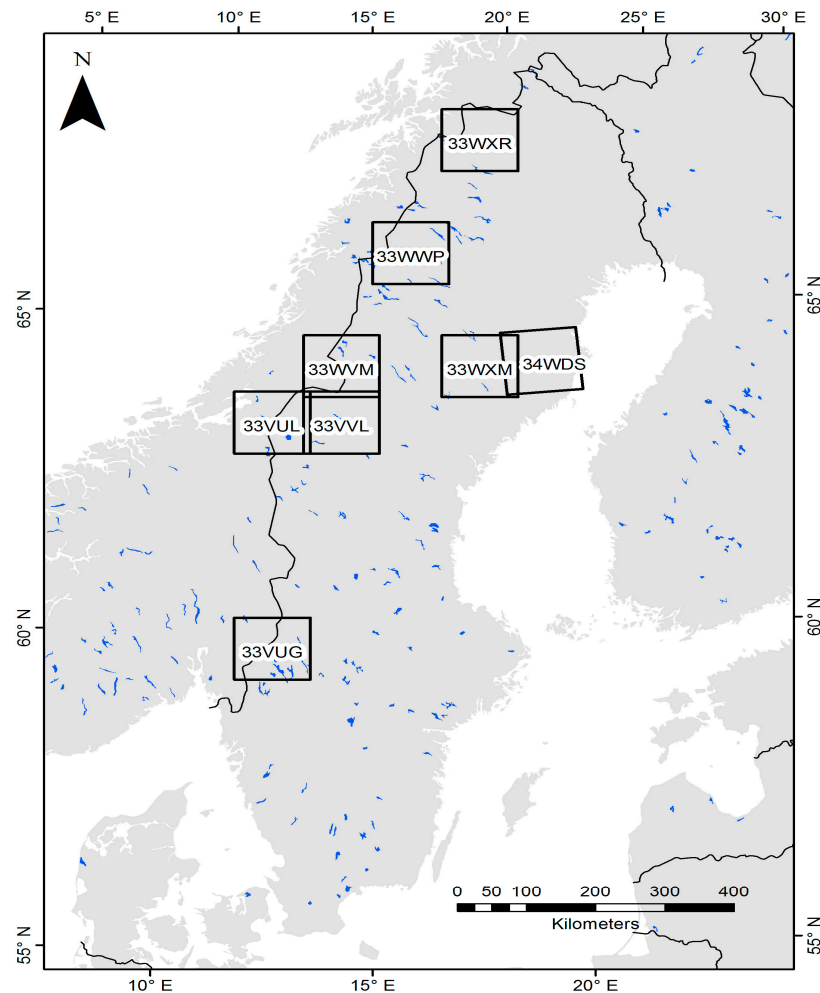 5° E 10° E 15° E 20° E 25° E 30° E
N
33WXR
33WWP
65° N 65° N
33WVM 33WXM 34WDS
33VUL 33VVL
60° N 60° N
33VUG
0 50 100 200 300 400
Kilometers
55° N 55° N
10° E 15° E 20° E